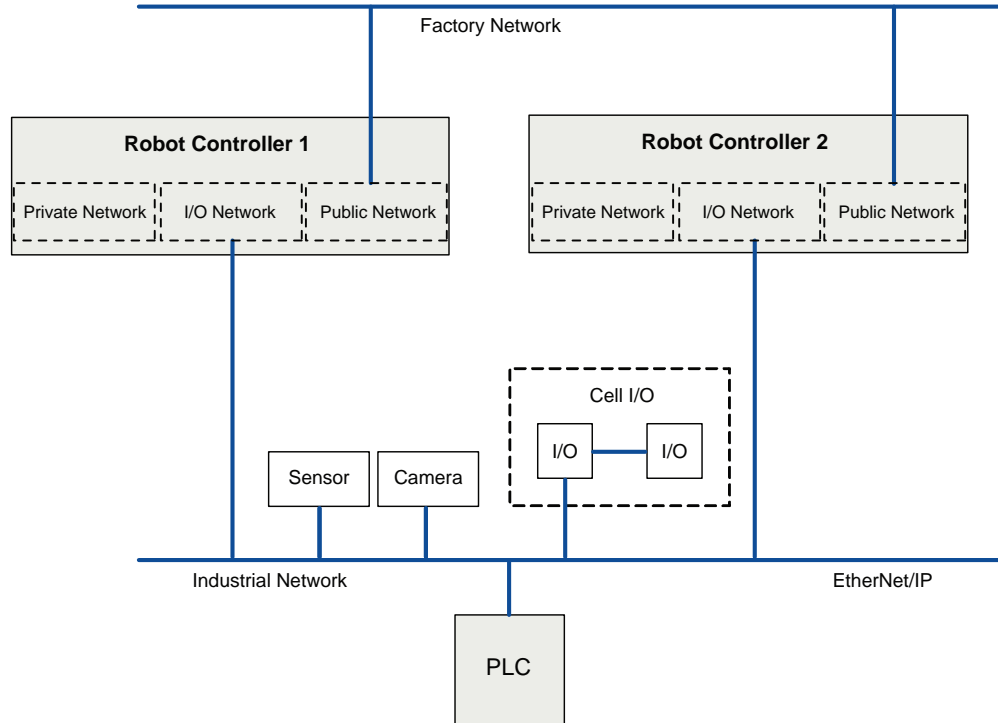 Factory Network
Robot Controller 1
Private Network
I/O Network
Public Network
Robot Controller 2
Private Network
I/O Network
Public Network
Cell I/O
I/O
I/O
Sensor
Camera
Industrial Network
EtherNet/IP
PLC